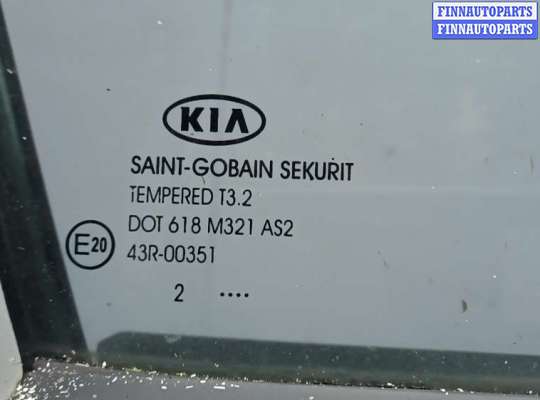 FINNAUTOPARTS
FINNAUTOPARTS
KIA
SAINT-GOBAIN SEKURIT
TEMPERED T3.2
DOT 618 M321 AS2
E20
43R-00351
2 ....